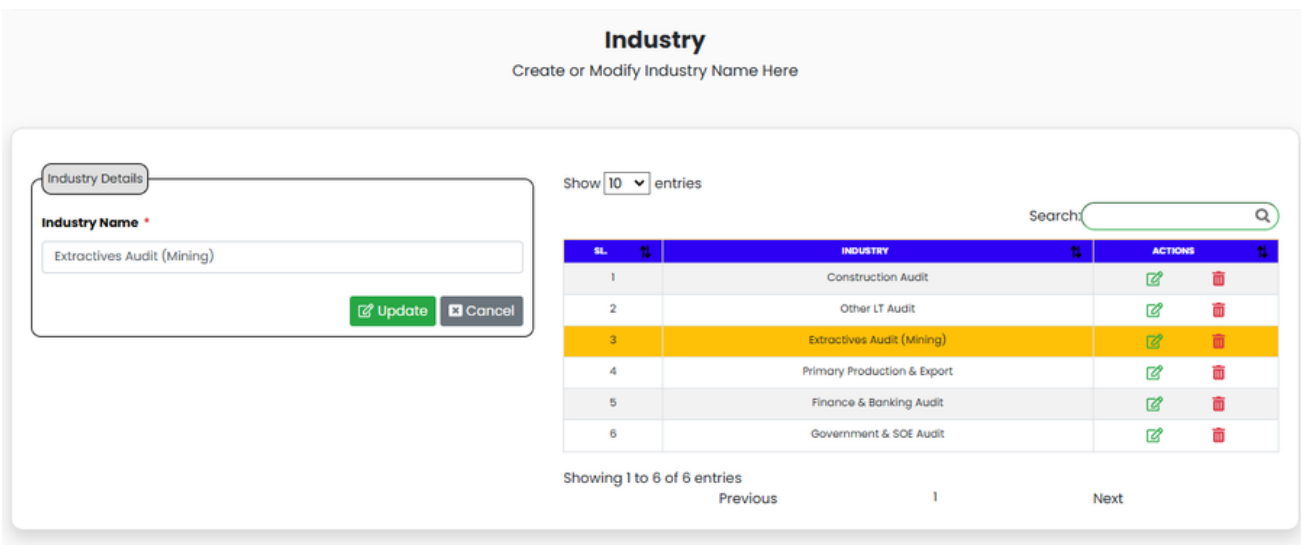 Industry
Create or Modify Industry Name Here
Industry Details
Industry Name *
Extractives Audit (Mining)
Update Cancel
Show 10 entries
Search:
SL. INDUSTRY ACTIONS
1 Construction Audit
2 Other LT Audit
3 Extractives Audit (Mining)
4 Primary Production & Export
5 Finance & Banking Audit
6 Government & SOE Audit
Showing 1 to 6 of 6 entries
Previous 1 Next